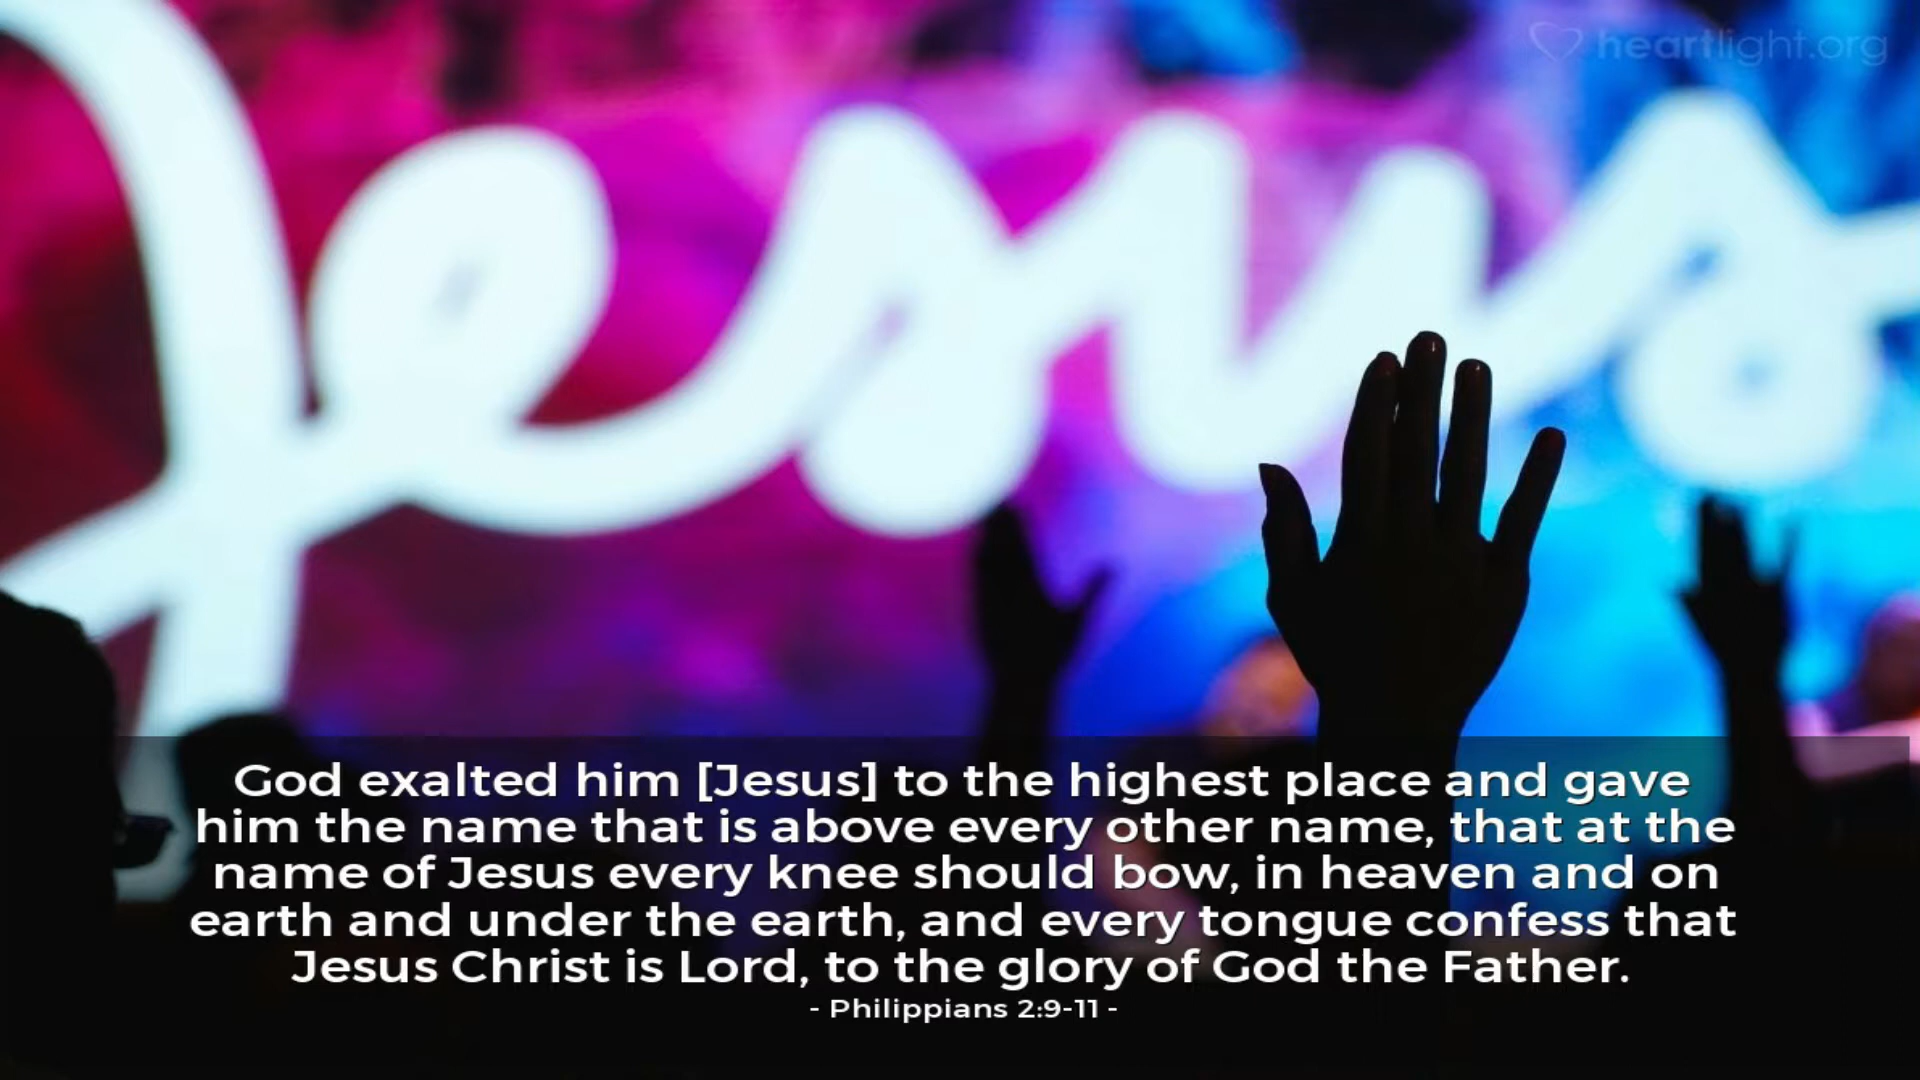 heartlight.org
Jesus
God exalted him [Jesus] to the highest place and gave
him the name that is above every other name, that at the
name of Jesus every knee should bow, in heaven and on
earth and under the earth, and every tongue confess that
Jesus Christ is Lord, to the glory of God the Father.
- Philippians 2:9-11 -